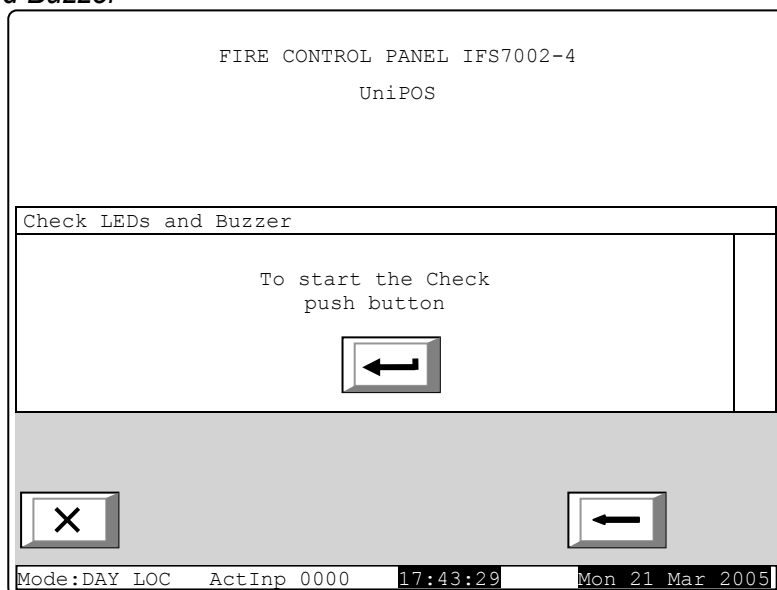 FIRE CONTROL PANEL IFS7002-4
UniPOS
Check LEDs and Buzzer
To start the Check
push button
Mode:DAY LOC ActInp 0000 17:43:29 Mon 21 Mar 2005